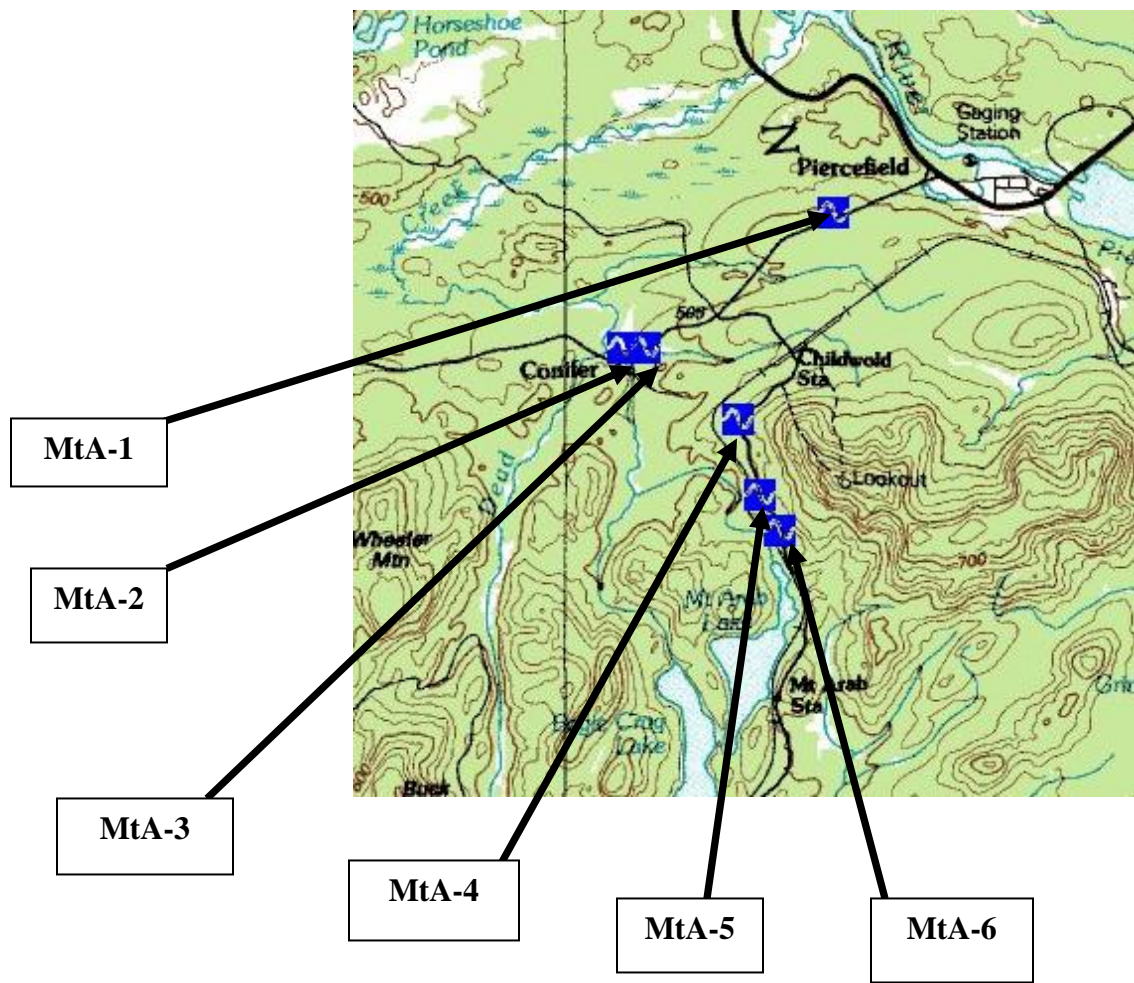 Horseshoe
Pond
River
Gaging
Station
N
Piercefield
500
Creek
508
Childwold
Sta
Conifer
MtA-1
Lookout
Dead
Wheeler
Mtn
700
MtA-2
Mt Arab
Lake
Mt Arab
Sta
Eagle Crag
Lake
Buck
MtA-3
MtA-4
MtA-5
MtA-6